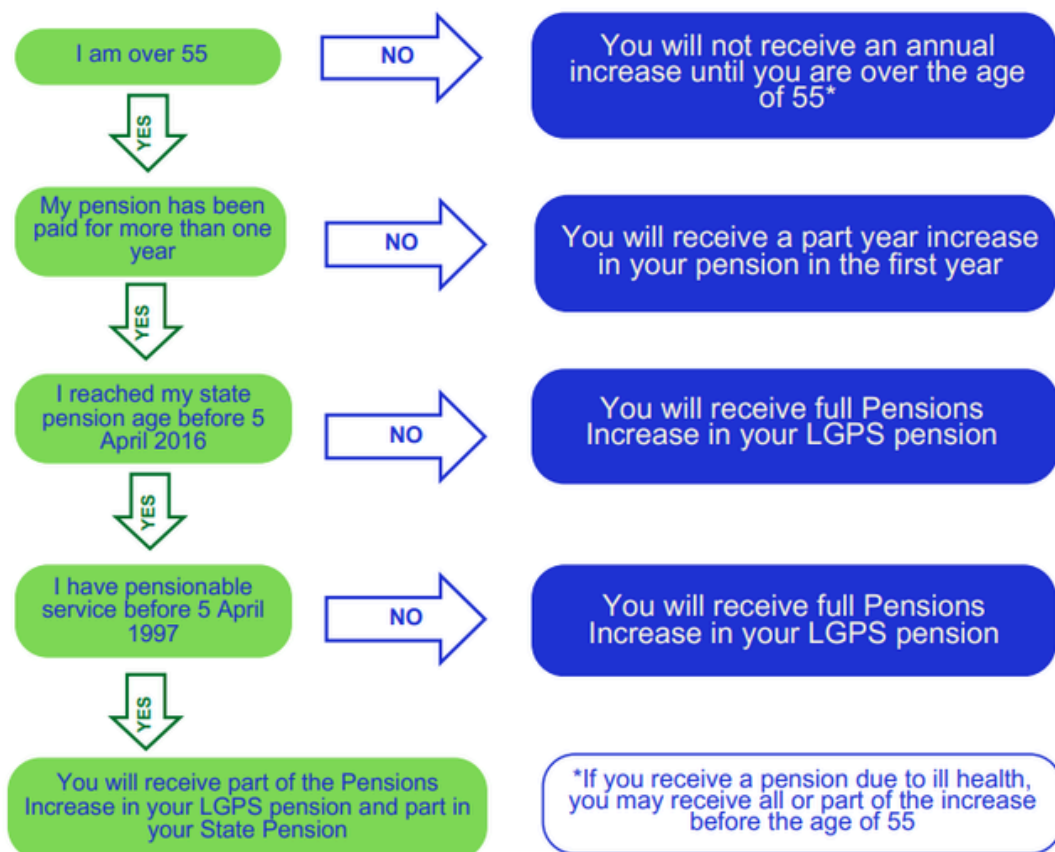 I am over 55
NO
You will not receive an annual
increase until you are over the age
of 55*
YES
My pension has been
paid for more than one
year
NO
You will receive a part year increase
in your pension in the first year
YES
I reached my state
pension age before 5
April 2016
NO
You will receive full Pensions
Increase in your LGPS pension
YES
I have pensionable
service before 5 April
1997
NO
You will receive full Pensions
Increase in your LGPS pension
YES
You will receive part of the Pensions
Increase in your LGPS pension and part in
your State Pension
*If you receive a pension due to ill health,
you may receive all or part of the increase
before the age of 55